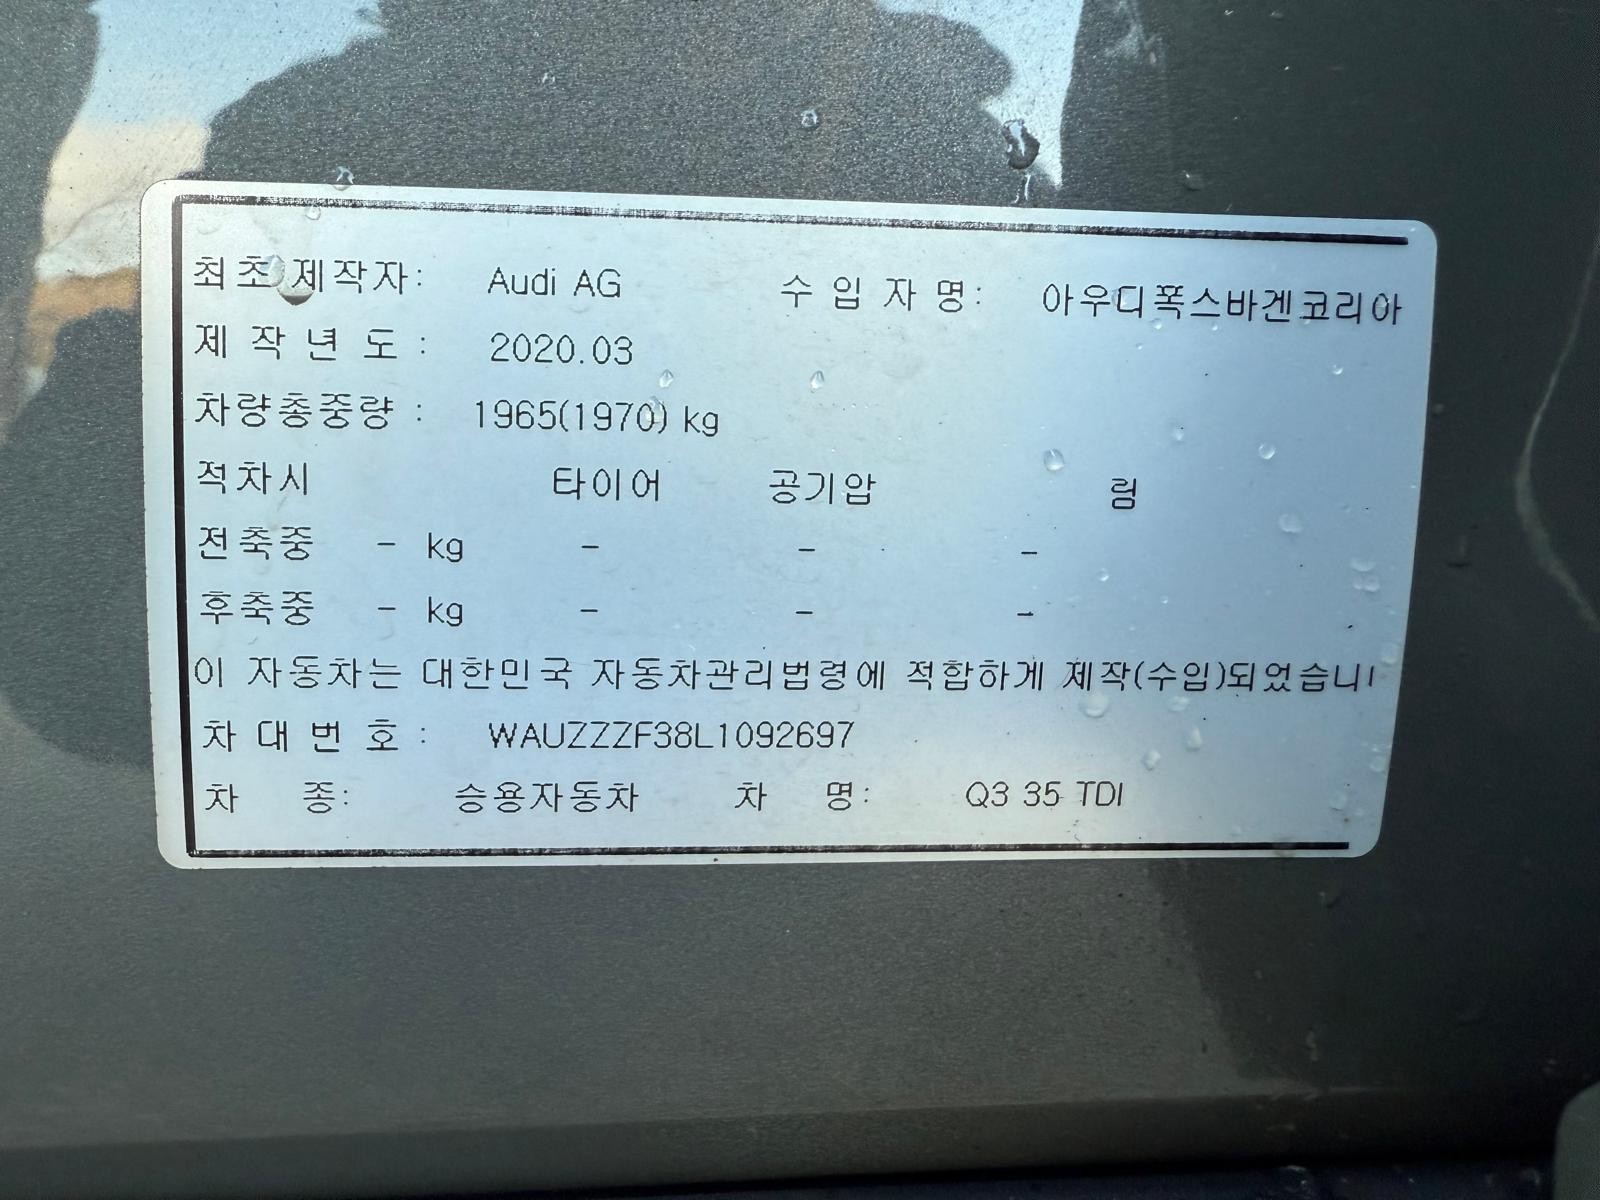 최초제작자: Audi AG 수 입 자 명: 아우디폭스바겐코리아
제 작 년 도 : 2020.03
차량총중량 : 1965(1970) kg
적차시 타이어 공기압 림
전축중 - kg - - -
후축중 - kg - - -
이 자동차는 대한민국 자동차관리법령에 적합하게 제작(수입)되었습니
차 대 번 호 : WAUZZZF38L1092697
차 종: 승용자동차 차 명: Q3 35 TDI